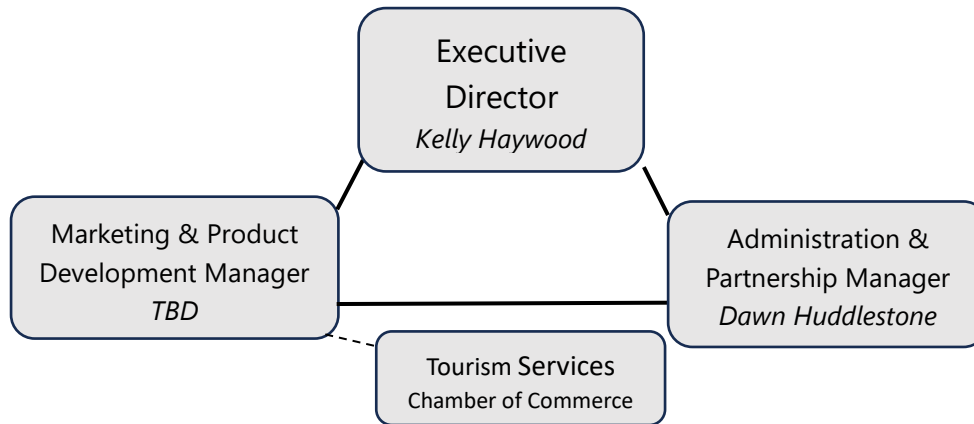 Executive
Director
Kelly Haywood
Marketing & Product
Development Manager
TBD
Administration &
Partnership Manager
Dawn Huddlestone
Tourism Services
Chamber of Commerce